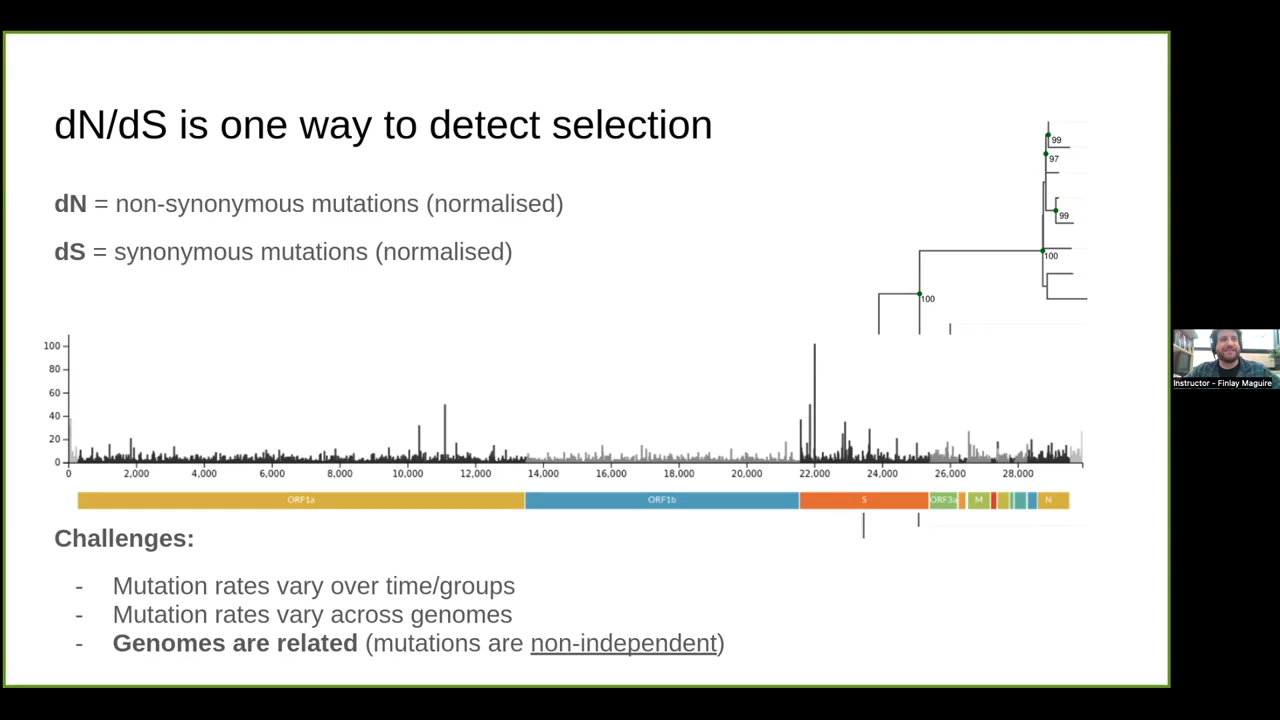 dN/dS is one way to detect selection
dN = non-synonymous mutations (normalised)
dS = synonymous mutations (normalised)
99
97
99
100
100
100
80
60
40
20
0
0 2,000 4,000 6,000 8,000 10,000 12,000 14,000 16,000 18,000 20,000 22,000 24,000 26,000 28,000
ORF1a ORF1b S ORF3a M N
Challenges:
- Mutation rates vary over time/groups
- Mutation rates vary across genomes
- Genomes are related (mutations are non-independent)
Instructor - Finlay Maguire